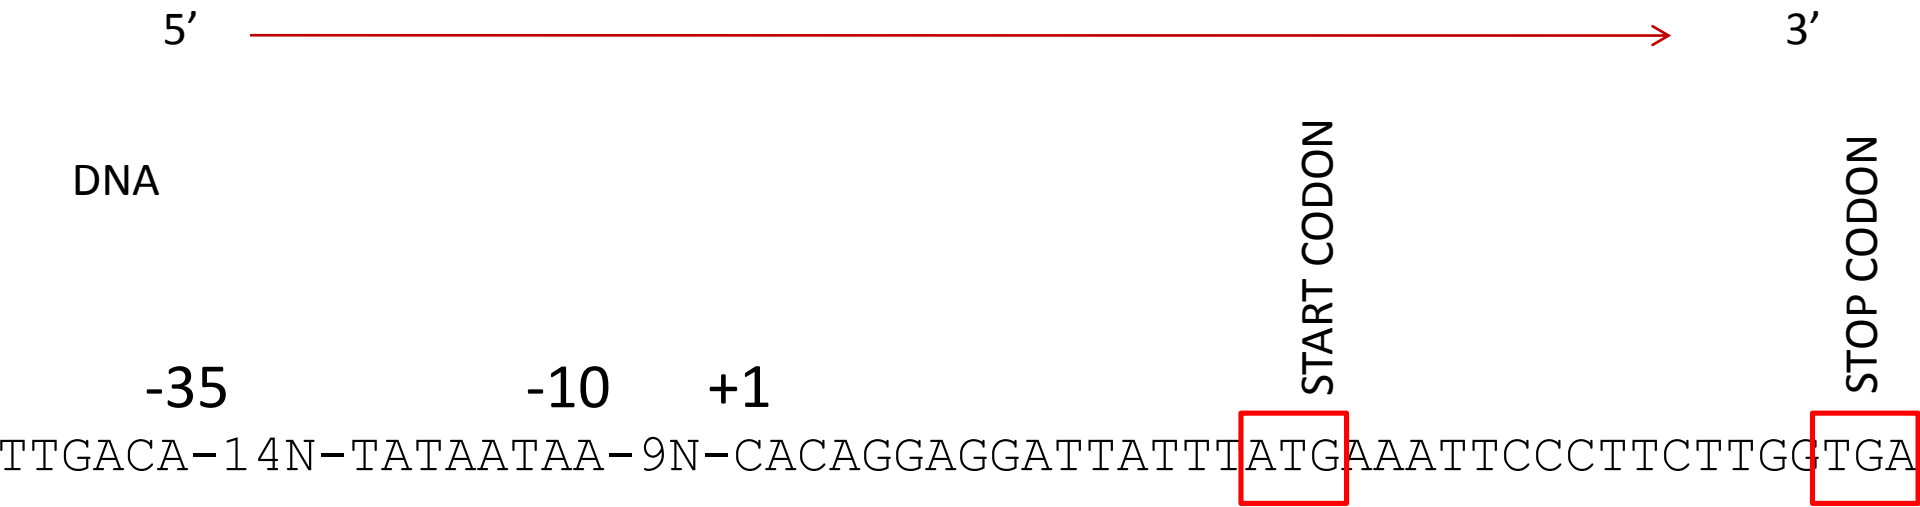 5’ 3’
DNA
START CODON
STOP CODON
-35 -10 +1
TTGACA-14N-TATAATAA-9N-CACAGGAGGATTATTTATGAAATTCCCTTCTTGGTGA